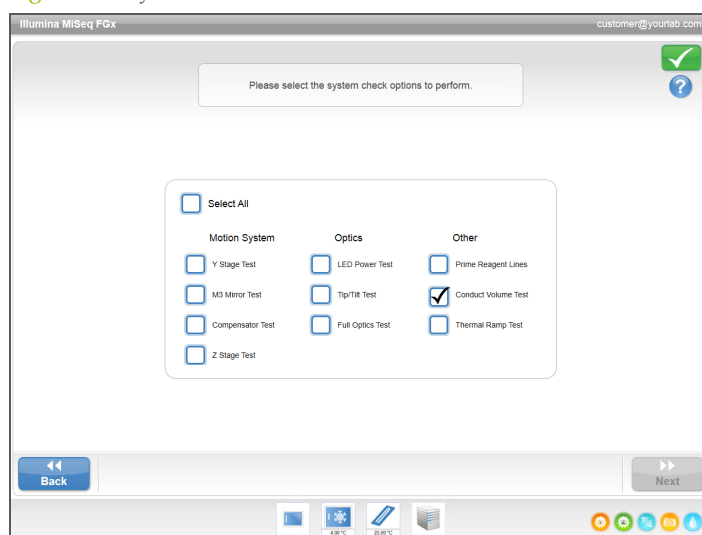 Illumina MiSeq FGx
customer@yourlab.com
Please select the system check options to perform.
Select All
Motion System Optics Other
Y Stage Test LED Power Test Prime Reagent Lines
M3 Mirror Test Tip/Tilt Test Conduct Volume Test
Compensator Test Full Optics Test Thermal Ramp Test
Z Stage Test
Back
Next
4.00 °C 20.00 °C